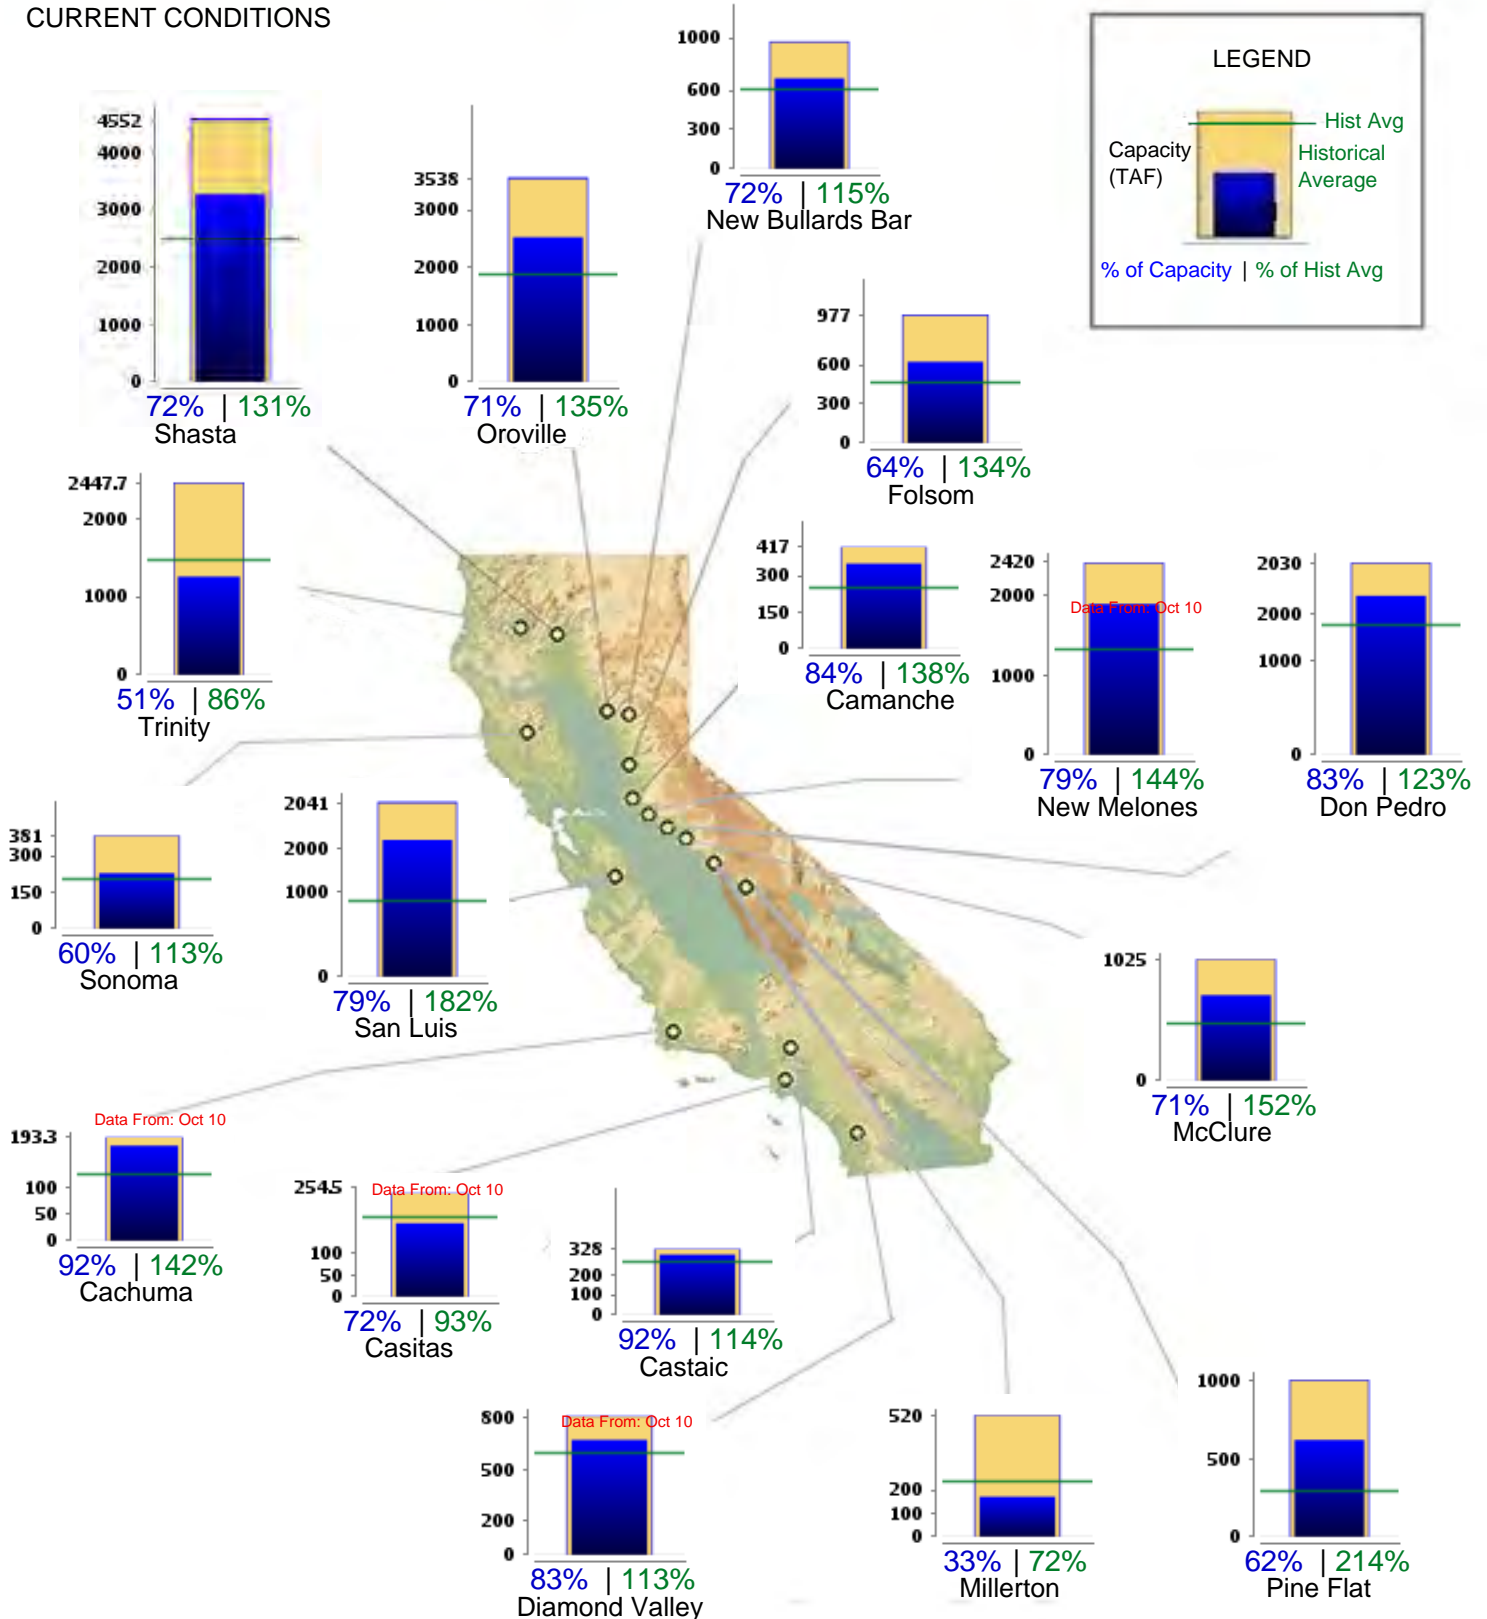 CURRENT CONDITIONS
1000
600
300
0
72% | 115%
New Bullards Bar
LEGEND
Hist Avg
Capacity
(TAF)
Historical
Average
% of Capacity | % of Hist Avg
4552
4000
3000
2000
1000
0
72% | 131%
Shasta
3538
3000
2000
1000
0
71% | 135%
Oroville
977
600
300
0
64% | 134%
Folsom
2447.7
2000
1000
0
51% | 86%
Trinity
417
300
150
0
84% | 138%
Camanche
2420
2000
1000
0
Data From: Oct 10
79% | 144%
New Melones
2030
2000
1000
0
83% | 123%
Don Pedro
381
300
150
0
60% | 113%
Sonoma
2041
2000
1000
0
79% | 182%
San Luis
1025
0
71% | 152%
McClure
Data From: Oct 10
193.3
100
50
0
92% | 142%
Cachuma
254.5
100
50
0
Data From: Oct 10
72% | 93%
Casitas
328
200
100
0
92% | 114%
Castaic
800
500
200
0
Data From: Oct 10
83% | 113%
Diamond Valley
520
200
100
0
33% | 72%
Millerton
1000
500
0
62% | 214%
Pine Flat